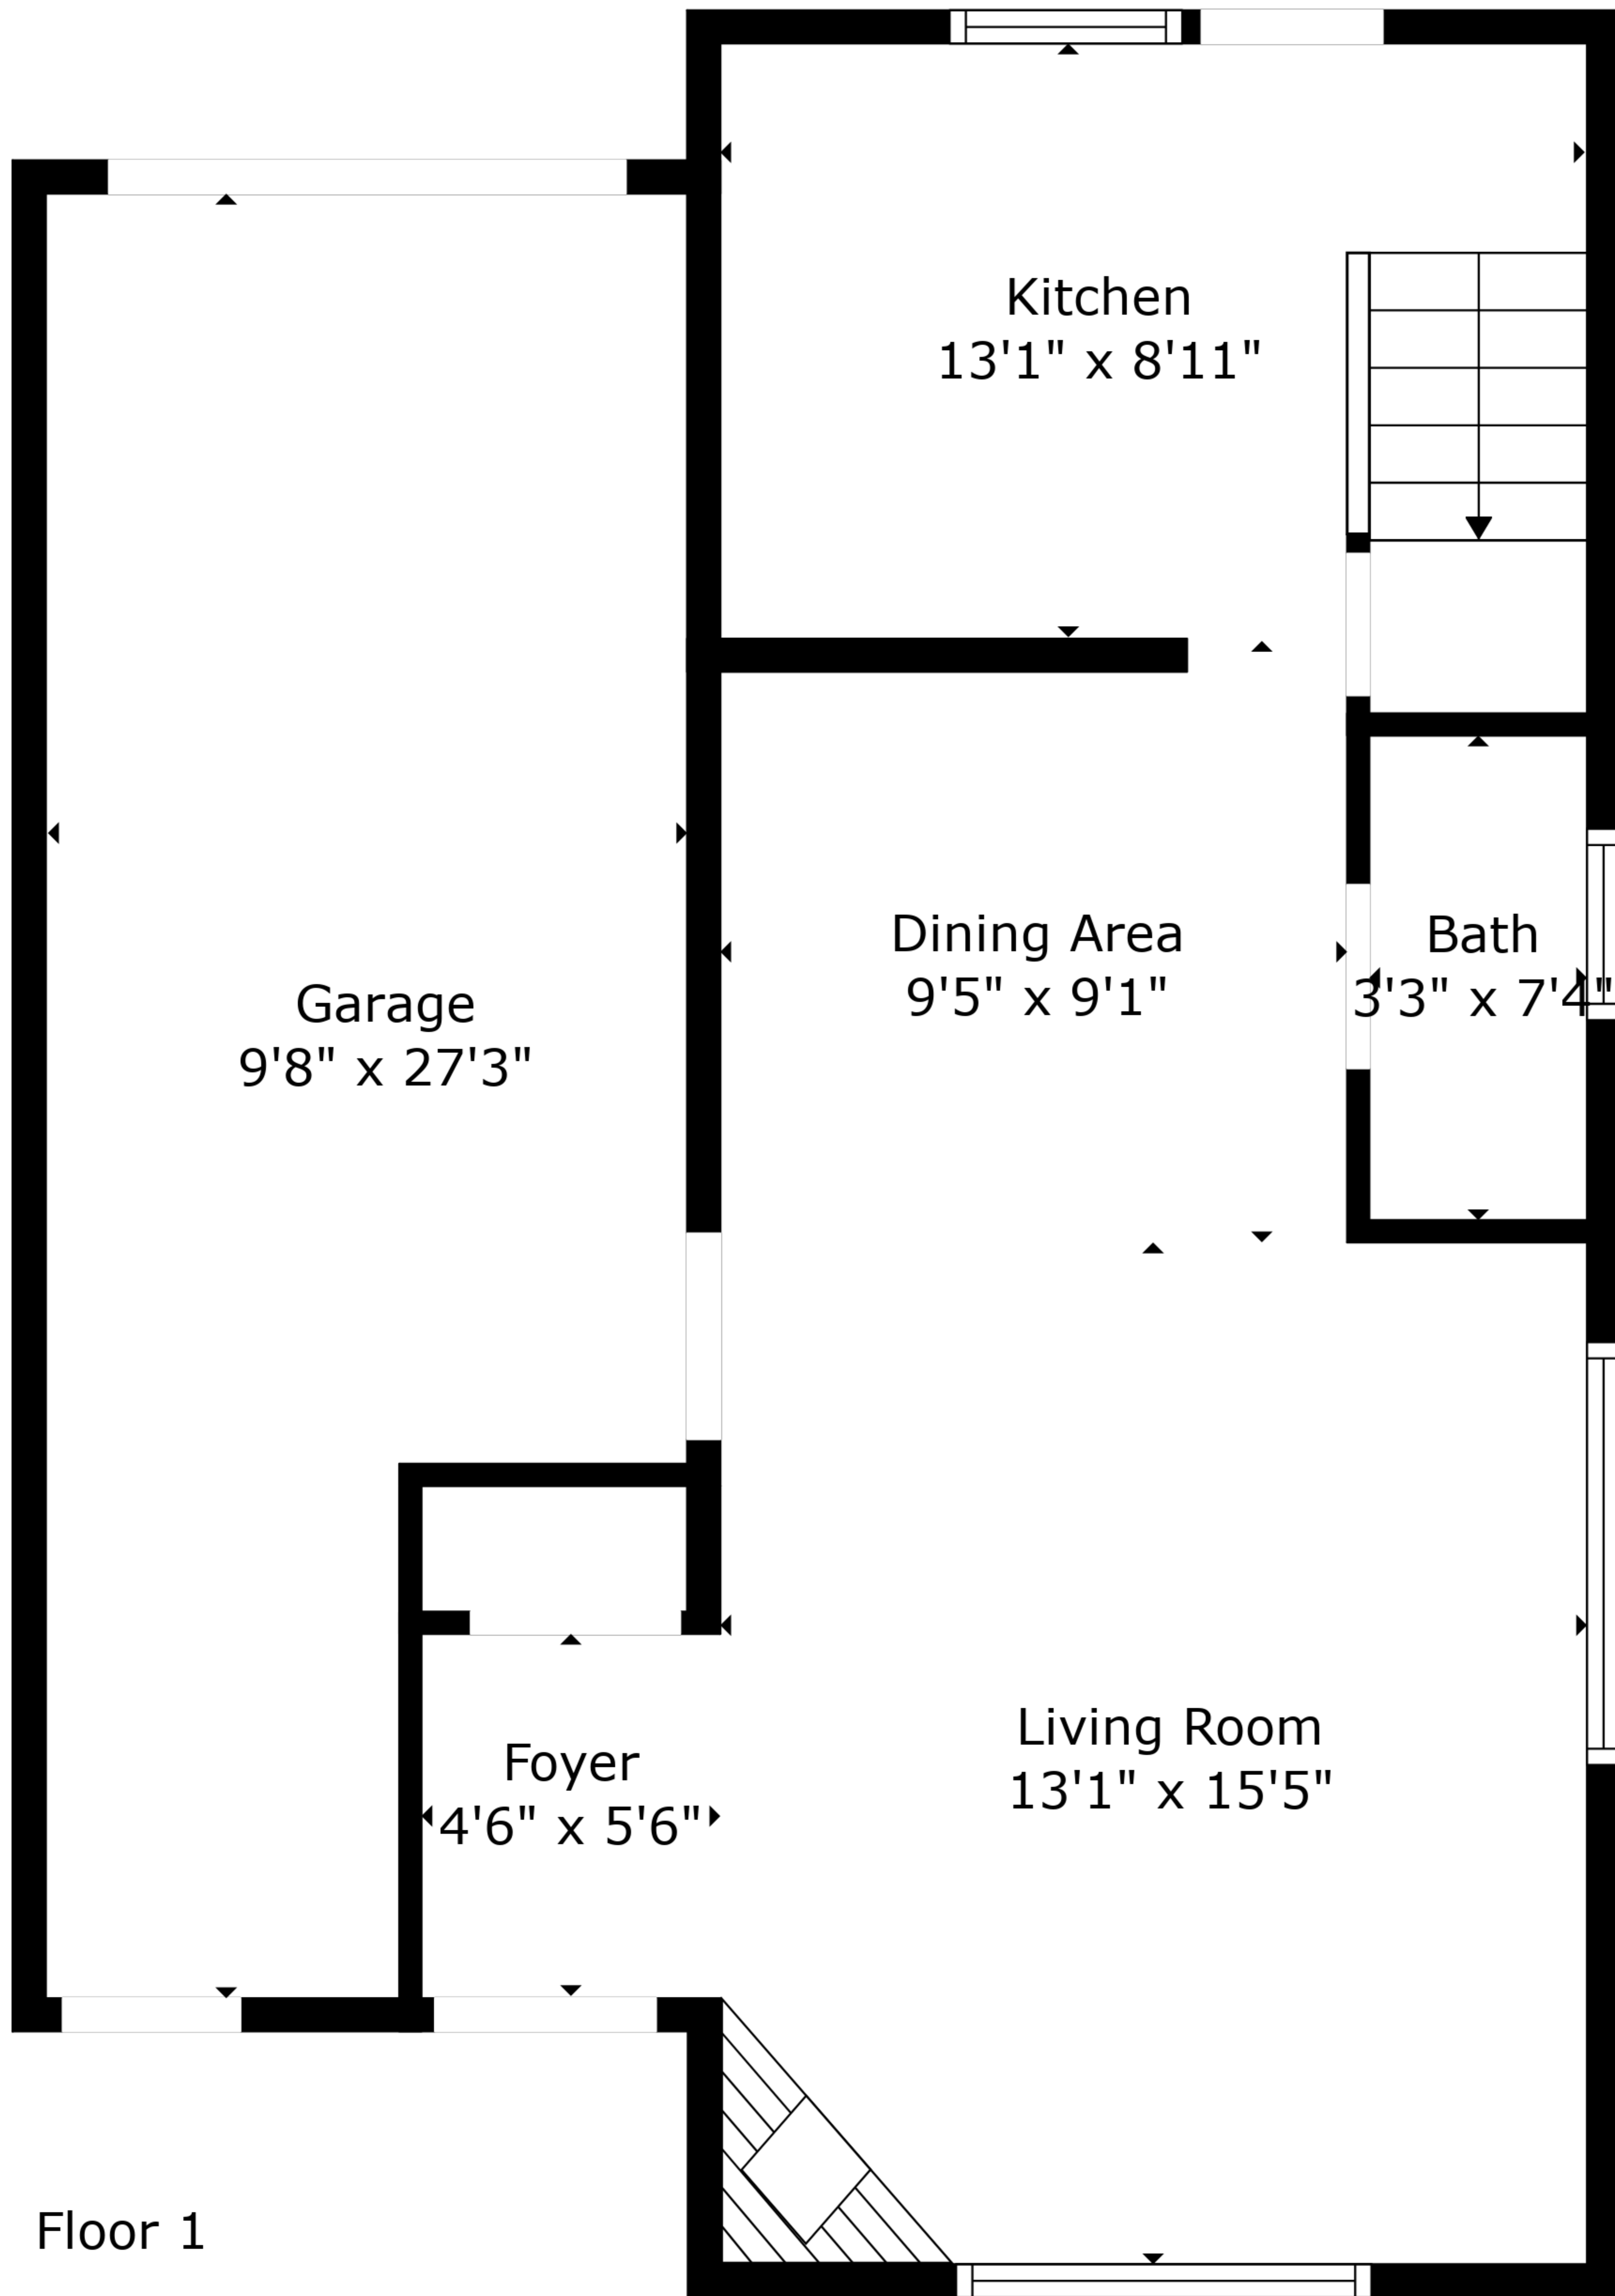 Kitchen
13'1" x 8'11"
Dining Area
9'5" x 9'1"
Bath
3'3" x 7'4"
Garage
9'8" x 27'3"
Living Room
13'1" x 15'5"
Foyer
4'6" x 5'6"
Floor 1